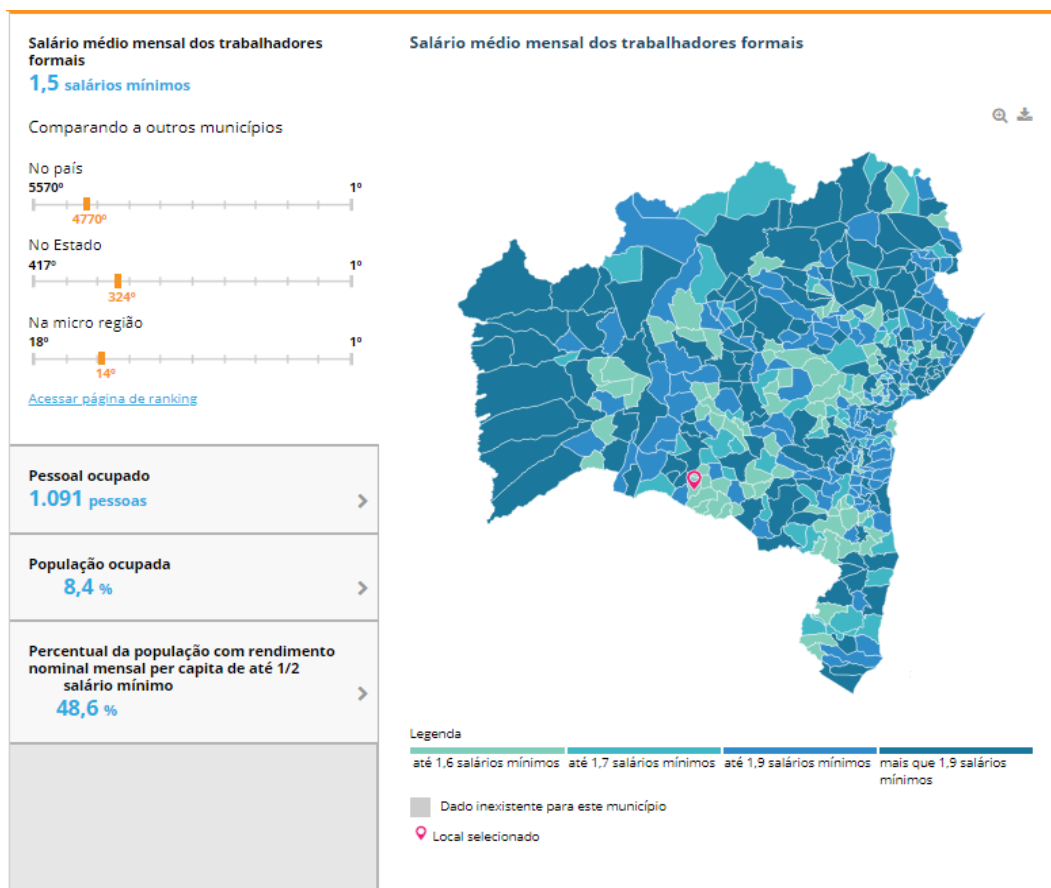 Salário médio mensal dos trabalhadores
formais
1,5 salários mínimos
Comparando a outros municípios
No país
5570º 1º
4770º
No Estado
417º 1º
324º
Na micro região
18º 1º
14º
Acessar página de ranking
Pessoal ocupado
1.091 pessoas
População ocupada
8,4 %
Percentual da população com rendimento
nominal mensal per capita de até 1/2
salário mínimo
48,6 %
Salário médio mensal dos trabalhadores formais
Legenda
até 1,6 salários mínimos até 1,7 salários mínimos até 1,9 salários mínimos mais que 1,9 salários
mínimos
Dado inexistente para este município
Local selecionado